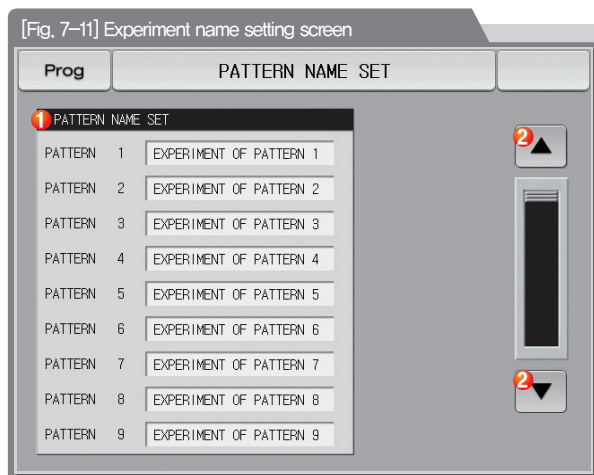 [Fig. 7-11] Experiment name setting screen
Prog PATTERN NAME SET
1 PATTERN NAME SET
2
PATTERN 1 EXPERIMENT OF PATTERN 1
PATTERN 2 EXPERIMENT OF PATTERN 2
PATTERN 3 EXPERIMENT OF PATTERN 3
PATTERN 4 EXPERIMENT OF PATTERN 4
PATTERN 5 EXPERIMENT OF PATTERN 5
PATTERN 6 EXPERIMENT OF PATTERN 6
PATTERN 7 EXPERIMENT OF PATTERN 7
2
PATTERN 8 EXPERIMENT OF PATTERN 8
PATTERN 9 EXPERIMENT OF PATTERN 9